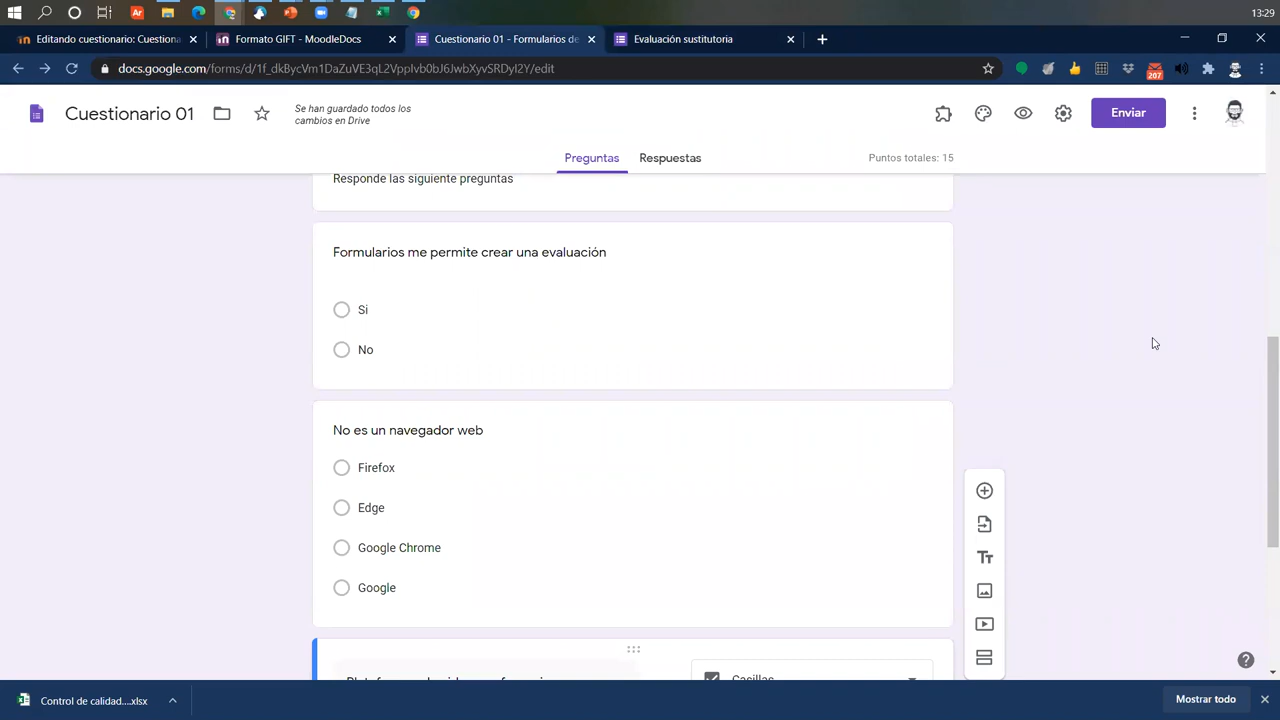 13:29
Editando cuestionario: Cuestiona
Formato GIFT - MoodleDocs
Cuestionario 01 - Formularios de
Evaluación sustitutoria
docs.google.com/forms/d/1f_dkBycVm1DaZuVE3qL2VppIvb0bJ6JwbXyvSRDyI2Y/edit
207
Cuestionario 01
Se han guardado todos los
cambios en Drive
Enviar
Preguntas
Respuestas
Puntos totales: 15
Responde las siguiente preguntas
Formularios me permite crear una evaluación
Si
No
No es un navegador web
Firefox
Edge
Google Chrome
Google
Casillas
Control de calidad....xlsx
Mostrar todo